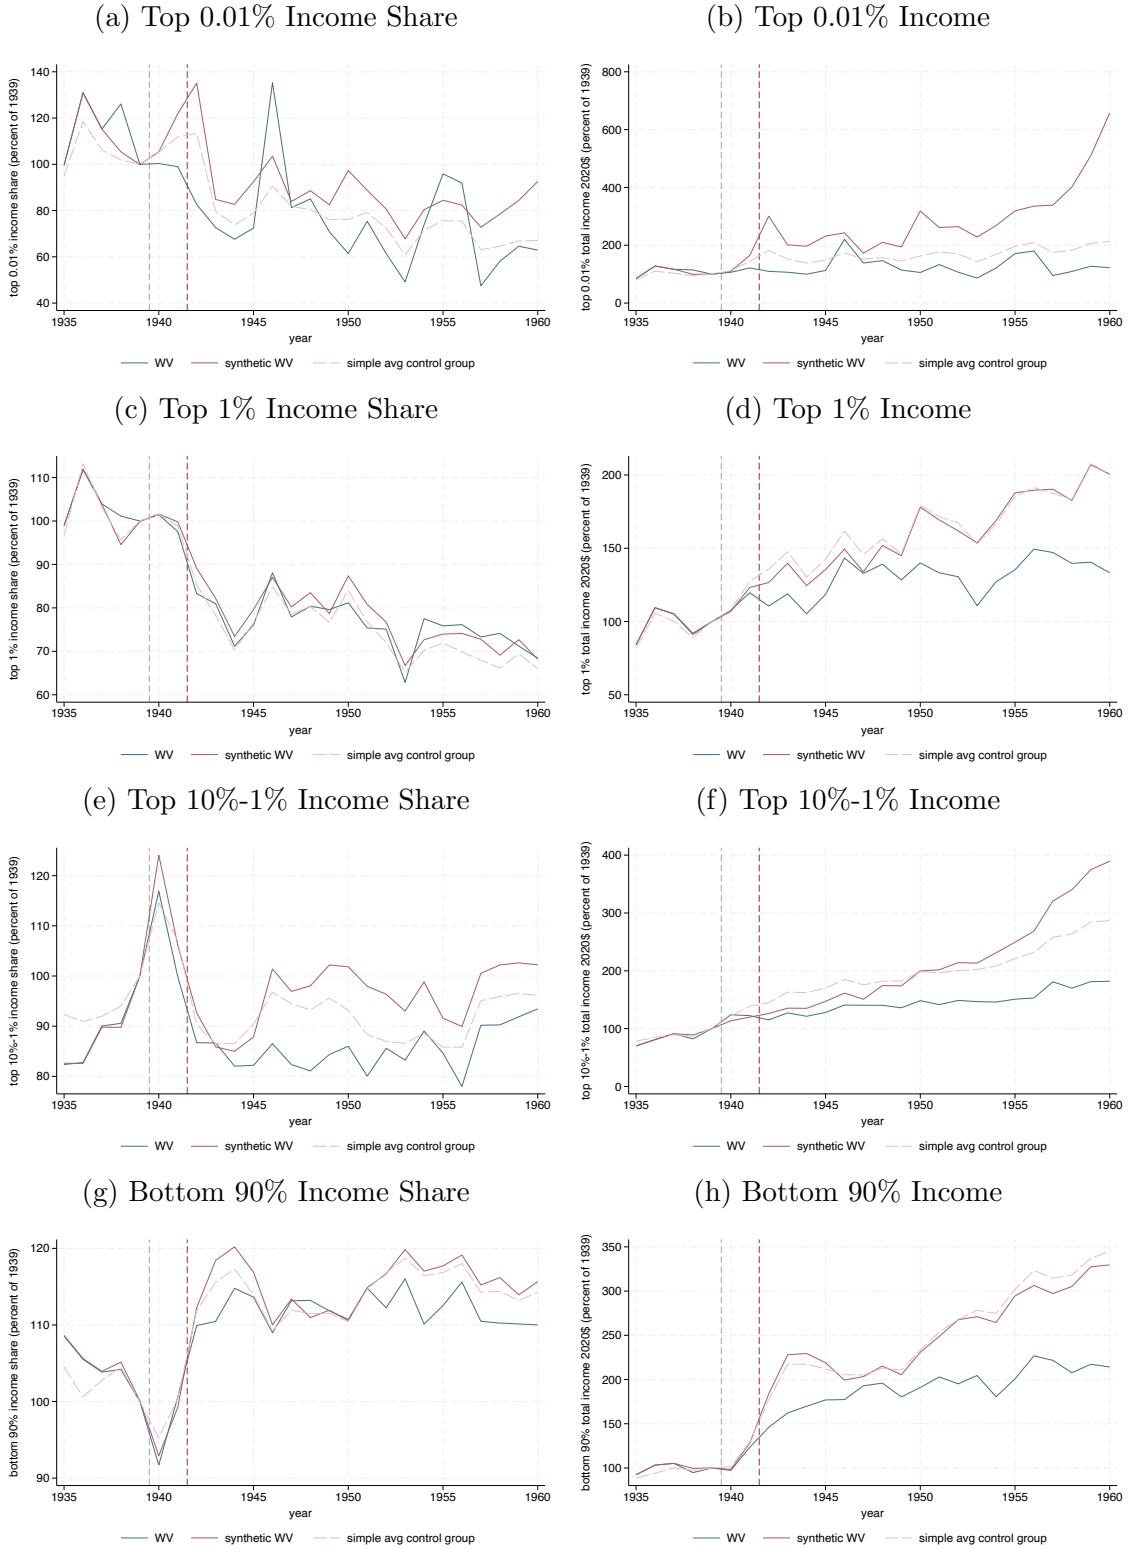 (a) Top 0.01% Income Share
top 0.01% income share (percent of 1939)
140
120
100
80
60
40
1935 1940 1945 1950 1955 1960
year
WV synthetic WV simple avg control group
(b) Top 0.01% Income
top 0.01% total income 2020$ (percent of 1939)
800
600
400
200
0
1935 1940 1945 1950 1955 1960
year
WV synthetic WV simple avg control group
(c) Top 1% Income Share
top 1% income share (percent of 1939)
110
100
90
80
70
60
1935 1940 1945 1950 1955 1960
year
WV synthetic WV simple avg control group
(d) Top 1% Income
top 1% total income 2020$ (percent of 1939)
200
150
100
50
1935 1940 1945 1950 1955 1960
year
WV synthetic WV simple avg control group
(e) Top 10%-1% Income Share
top 10%-1% income share (percent of 1939)
120
110
100
90
80
1935 1940 1945 1950 1955 1960
year
WV synthetic WV simple avg control group
(f) Top 10%-1% Income
top 10%-1% total income 2020$ (percent of 1939)
400
300
200
100
0
1935 1940 1945 1950 1955 1960
year
WV synthetic WV simple avg control group
(g) Bottom 90% Income Share
bottom 90% income share (percent of 1939)
120
110
100
90
1935 1940 1945 1950 1955 1960
year
WV synthetic WV simple avg control group
(h) Bottom 90% Income
bottom 90% total income 2020$ (percent of 1939)
350
300
250
200
150
100
1935 1940 1945 1950 1955 1960
year
WV synthetic WV simple avg control group